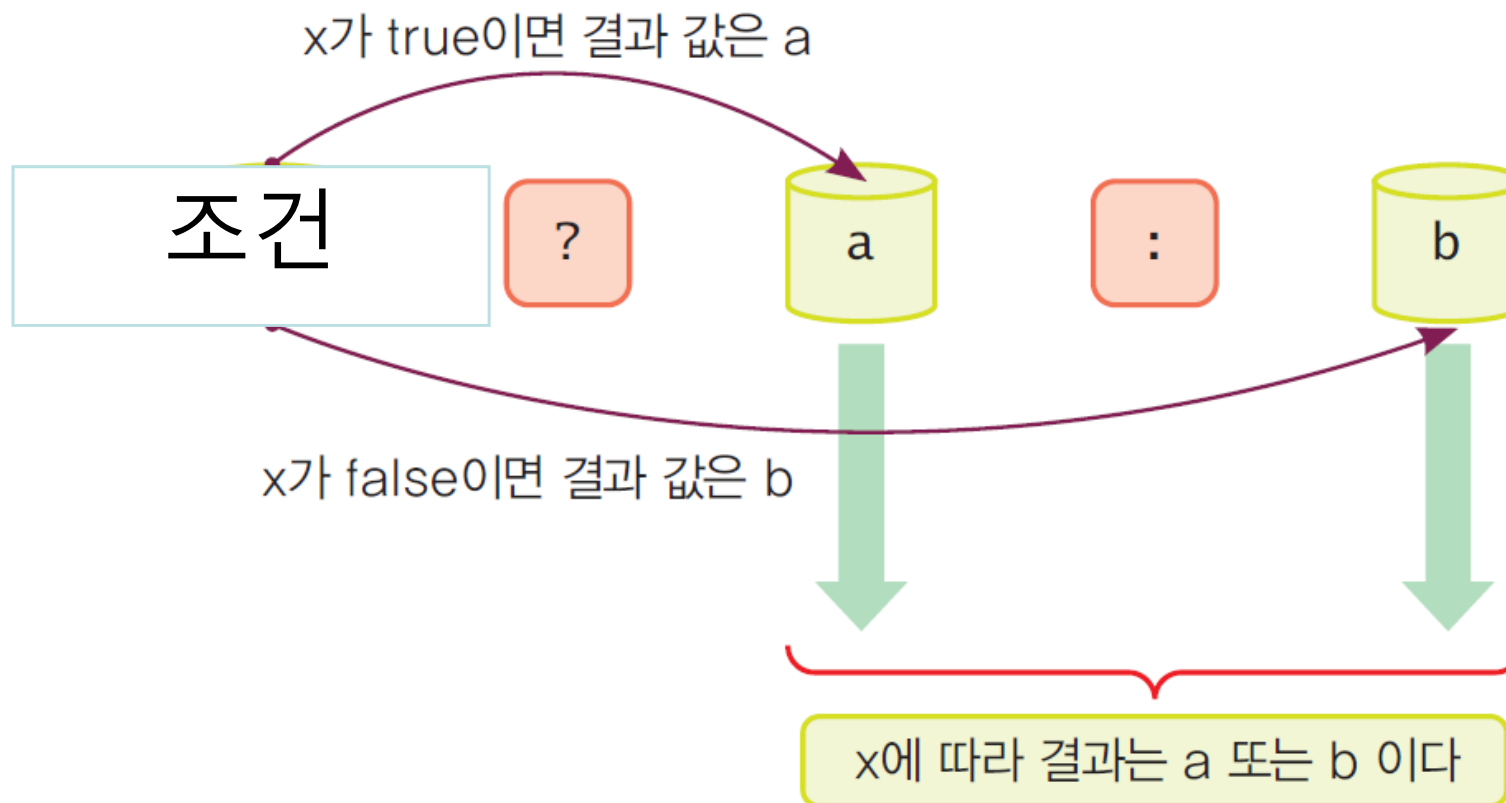 x가 true이면 결과 값은 a
조건 ? a : b
x가 false이면 결과 값은 b
x에 따라 결과는 a 또는 b 이다